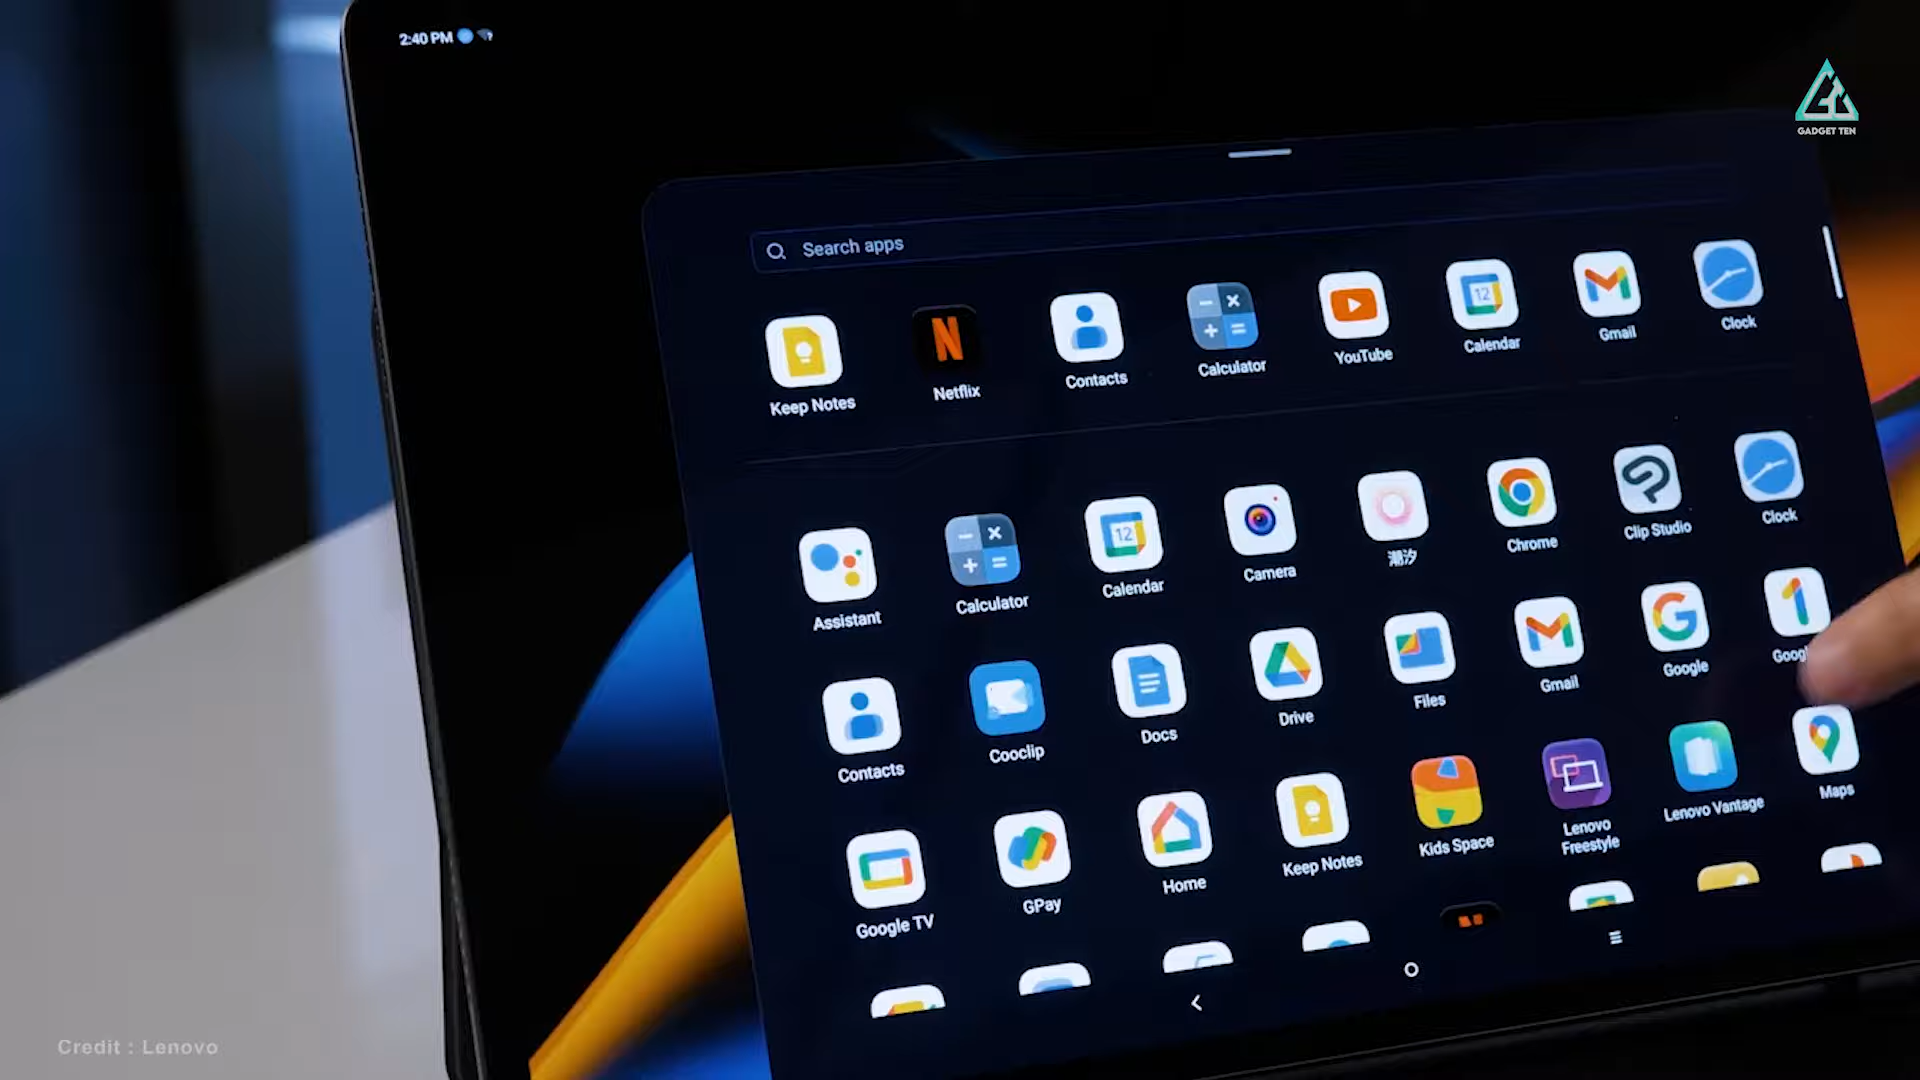 2:40 PM
GADGET TEN
Search apps
Keep Notes
Netflix
Contacts
Calculator
YouTube
12
Calendar
Gmail
Clock
Assistant
Calculator
12
Calendar
Camera
潮汐
Chrome
Clip Studio
Clock
Contacts
Cooclip
Docs
Drive
Files
Gmail
Google
Google TV
GPay
Home
Keep Notes
Kids Space
Lenovo
Freestyle
Lenovo Vantage
Maps
Credit : Lenovo